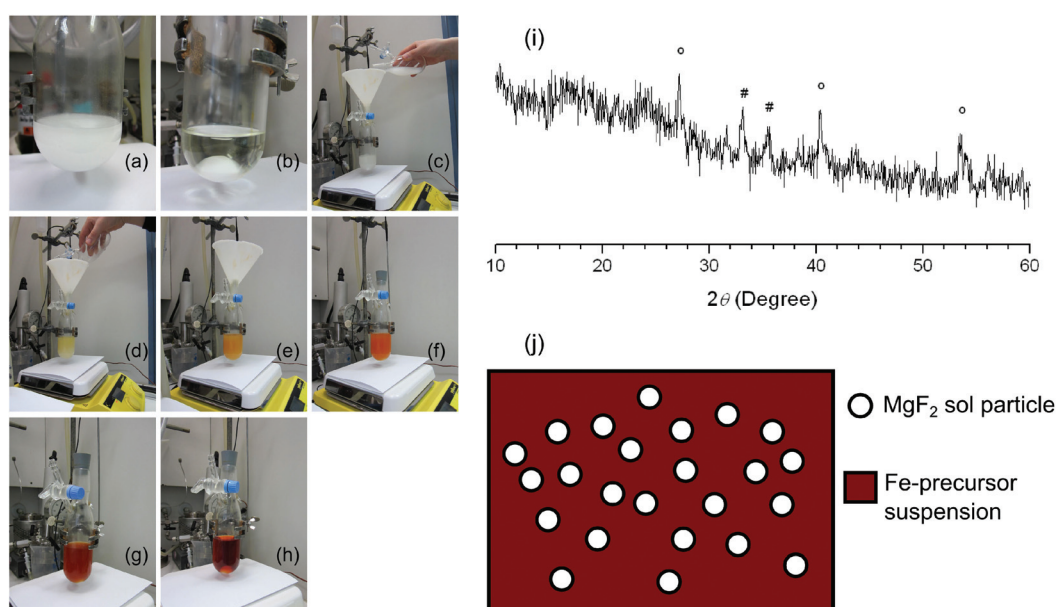 (a)
(b)
(c)
(d)
(e)
(f)
(g)
(h)
(i)
o
#
#
o
o
10 20 30 40 50 60
2θ (Degree)
(j)
MgF₂ sol particle
Fe-precursor
suspension